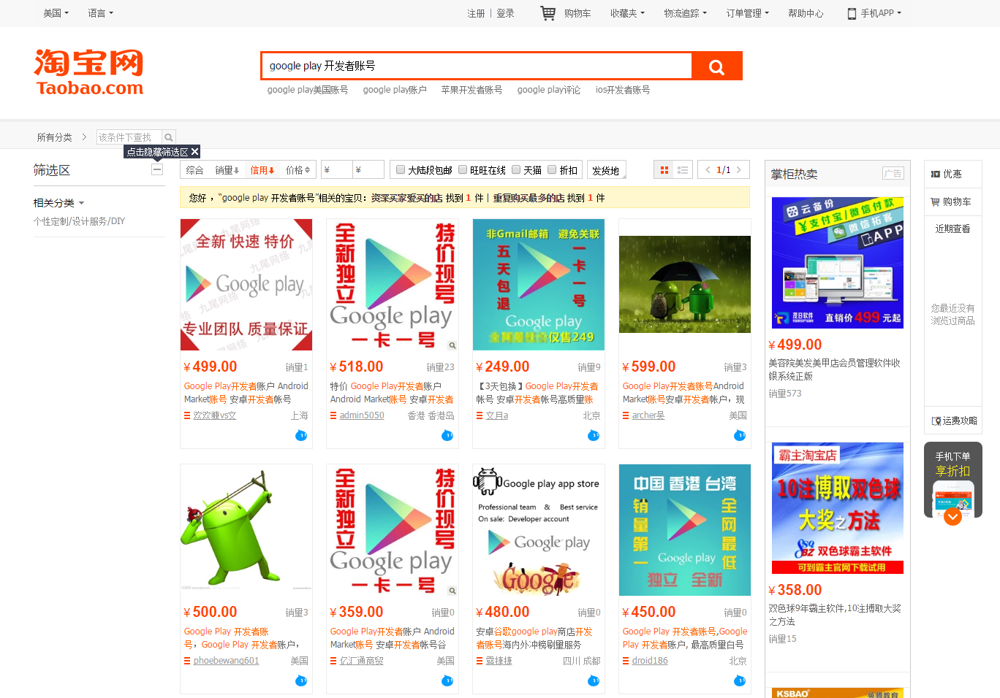 美国 语言 注册 | 登录 购物车 收藏夹 物流追踪 订单管理 帮助中心 手机APP
淘宝网
Taobao.com
google play 开发者账号
google play美国账号 google play账户 苹果开发者账号 google play评论 ios开发者账号
所有分类 > 该条件下查找
点击隐藏筛选区 ×
筛选区
相关分类
个性定制/设计服务/DIY
综合 销量 信用 价格 ¥ ¥ 大陆段包邮 旺旺在线 天猫 折扣 发货地 < 1/1 >
您好，“google play 开发者账号”相关的宝贝：资深买家爱买的店 找到 1 件 | 重复购买最多的店 找到 1 件
全新 快速 特价
Google play
专业团队 质量保证
¥499.00 销量1
Google Play开发者账户 Android
Market账号 安卓开发者帐号
欢欢糖vs文 上海
全新独立
特价现号
Google play
一卡一号
¥518.00 销量23
特价 Google Play开发者账户
Android Market账号 安卓开发者
admin5050 香港 香港岛
非Gmail邮箱 避免关联
五天包退
一卡一号
Google play
仅售249
¥249.00 销量9
【3天包换】Google Play开发者
帐号 安卓开发者帐号高质量账
文月a 北京
¥599.00 销量3
Google Play开发者账号Android
Market账号安卓开发者帐户，现
archer吴 美国
¥500.00 销量3
Google Play 开发者账
号，Google Play 开发者账户，
phoebewang601 美国
全新独立
特价现号
Google play
一卡一号
¥359.00 销量0
Google Play开发者账户 Android
Market账号 安卓开发者帐号谷
亿汇通商贸 美国
Google play app store
Professional team & Best service
On sale: Developer account
Google play
Google
¥480.00 销量0
安卓谷歌google play商店开发
者账号海内外冲榜刷量服务
露捷捷 四川 成都
中国 香港 台湾
销量第一
全网最低
Google play
独立 全新
¥450.00 销量0
Google Play 开发者账号,Google
Play 开发者账户, 最高质量白号
droid186 北京
掌柜热卖 广告
云备份
支付宝/微信付款
微信拓客
APP
茂日软件
直销价499元起
¥499.00
美容院美发美甲店会员管理软件收
银系统正版
销量573
霸主淘宝店
10注博取双色球
大奖之方法
SSQBZ 双色球霸主软件
可到霸主官网下载试用
¥358.00
双色球9年霸主软件,10注搏取大奖
之方法
销量15
KSBAO 英腾教育
优惠
购物车
近期查看
您最近没有
浏览过商品
运费攻略
手机下单
享折扣